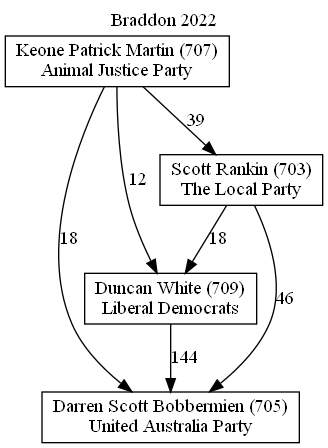 Braddon 2022
Keone Patrick Martin (707)
Animal Justice Party
39
Scott Rankin (703)
The Local Party
12
18
18
46
Duncan White (709)
Liberal Democrats
144
Darren Scott Bobbermien (705)
United Australia Party